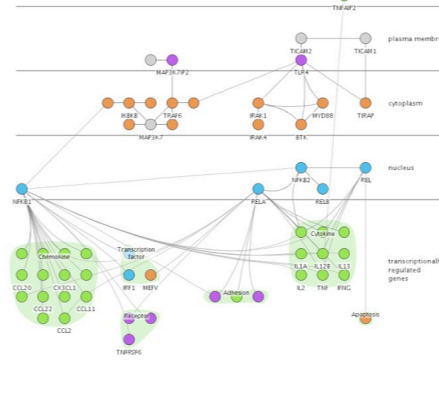 TNFAIP2
TICAM2 TICAM1 plasma membr
MAP3K7IP2 TLR4
cytoplasm
IKBKB TRAF6 IRAK1 MYD88 TIRAP
MAP3K7 IRAK4 BTK
nucleus
NFKB2 REL
NFKB1 RELA RELB
Chemokine Transcription factor Cytokine
CCL20 CX3CL1 IRF1 MEFV IL1A IL12B IL13
transcriptionall
regulated
genes
IL2 TNF IFNG
CCL22 CCL11 Adhesion
CCL2 Receptor Apoptosis